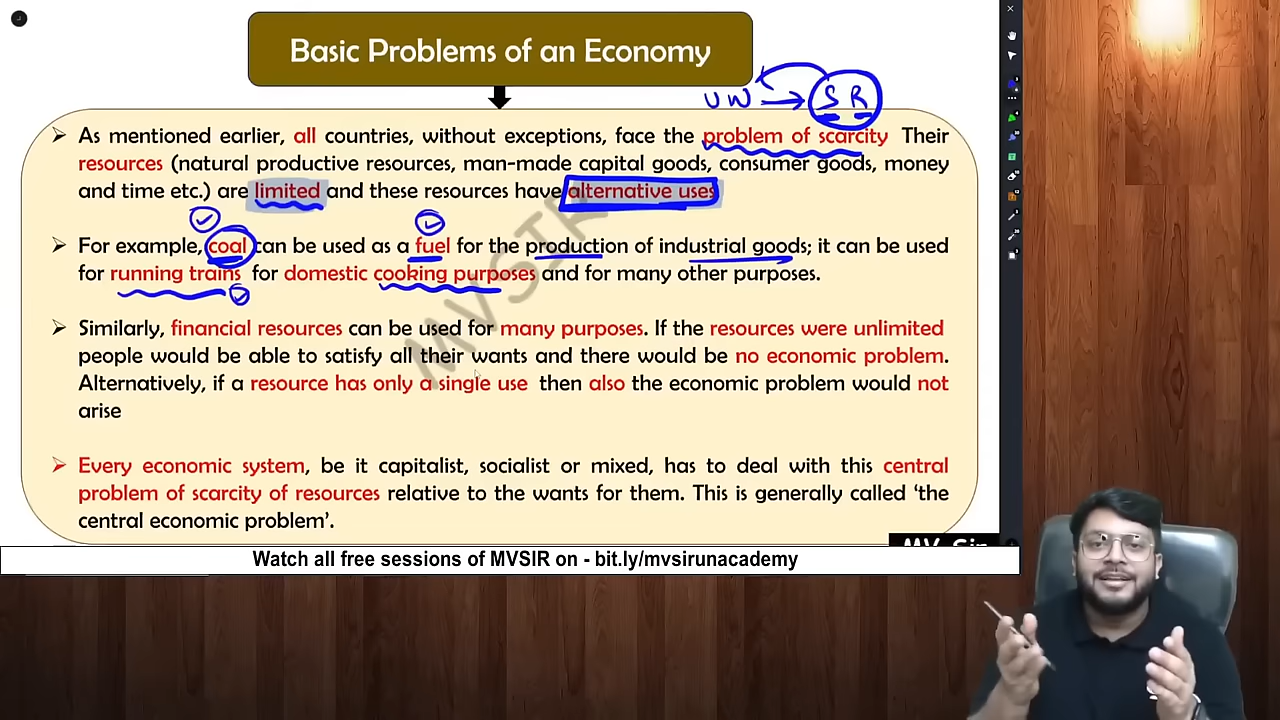 Basic Problems of an Economy
UW → SR
➢ As mentioned earlier, all countries, without exceptions, face the problem of scarcity Their
resources (natural productive resources, man-made capital goods, consumer goods, money
and time etc.) are limited and these resources have alternative uses
➢ For example, coal can be used as a fuel for the production of industrial goods; it can be used
for running trains for domestic cooking purposes and for many other purposes.
➢ Similarly, financial resources can be used for many purposes. If the resources were unlimited
people would be able to satisfy all their wants and there would be no economic problem.
Alternatively, if a resource has only a single use then also the economic problem would not
arise
➢ Every economic system, be it capitalist, socialist or mixed, has to deal with this central
problem of scarcity of resources relative to the wants for them. This is generally called ‘the
central economic problem’.
MVSIR
MV Sir
Watch all free sessions of MVSIR on - bit.ly/mvsirunacademy